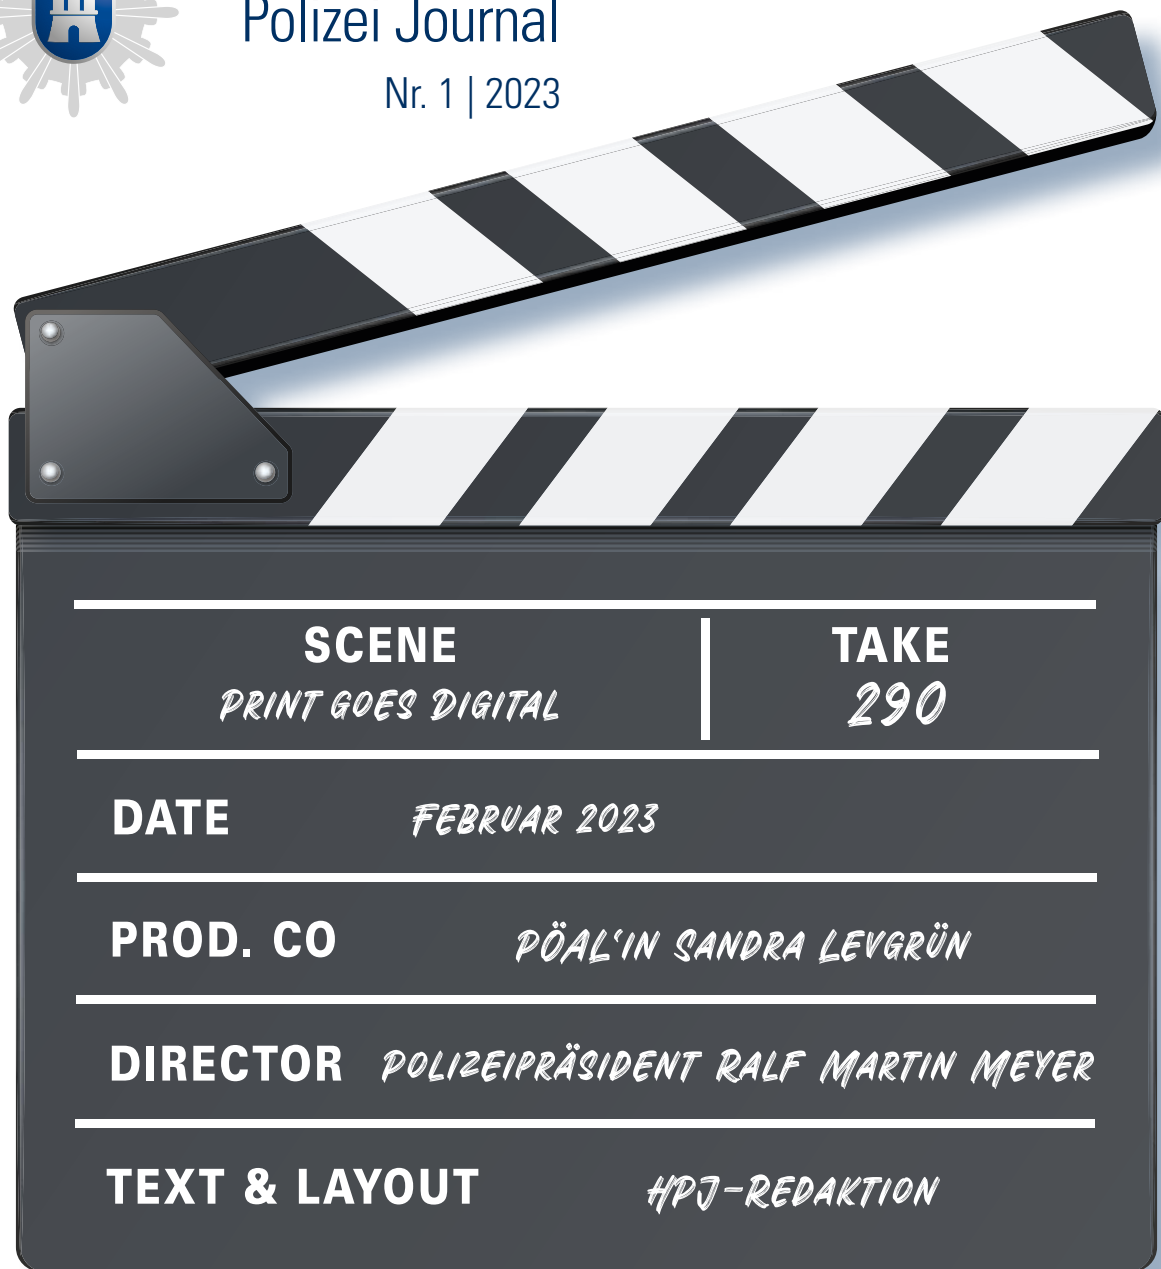 Polizei Journal
Nr. 1 | 2023
SCENE
PRINT GOES DIGITAL
TAKE
290
DATE
FEBRUAR 2023
PROD. CO
PÖAL‘IN SANDRA LEVGRÜN
DIRECTOR
POLIZEIPRÄSIDENT RALF MARTIN MEYER
TEXT & LAYOUT
HPJ-REDAKTION